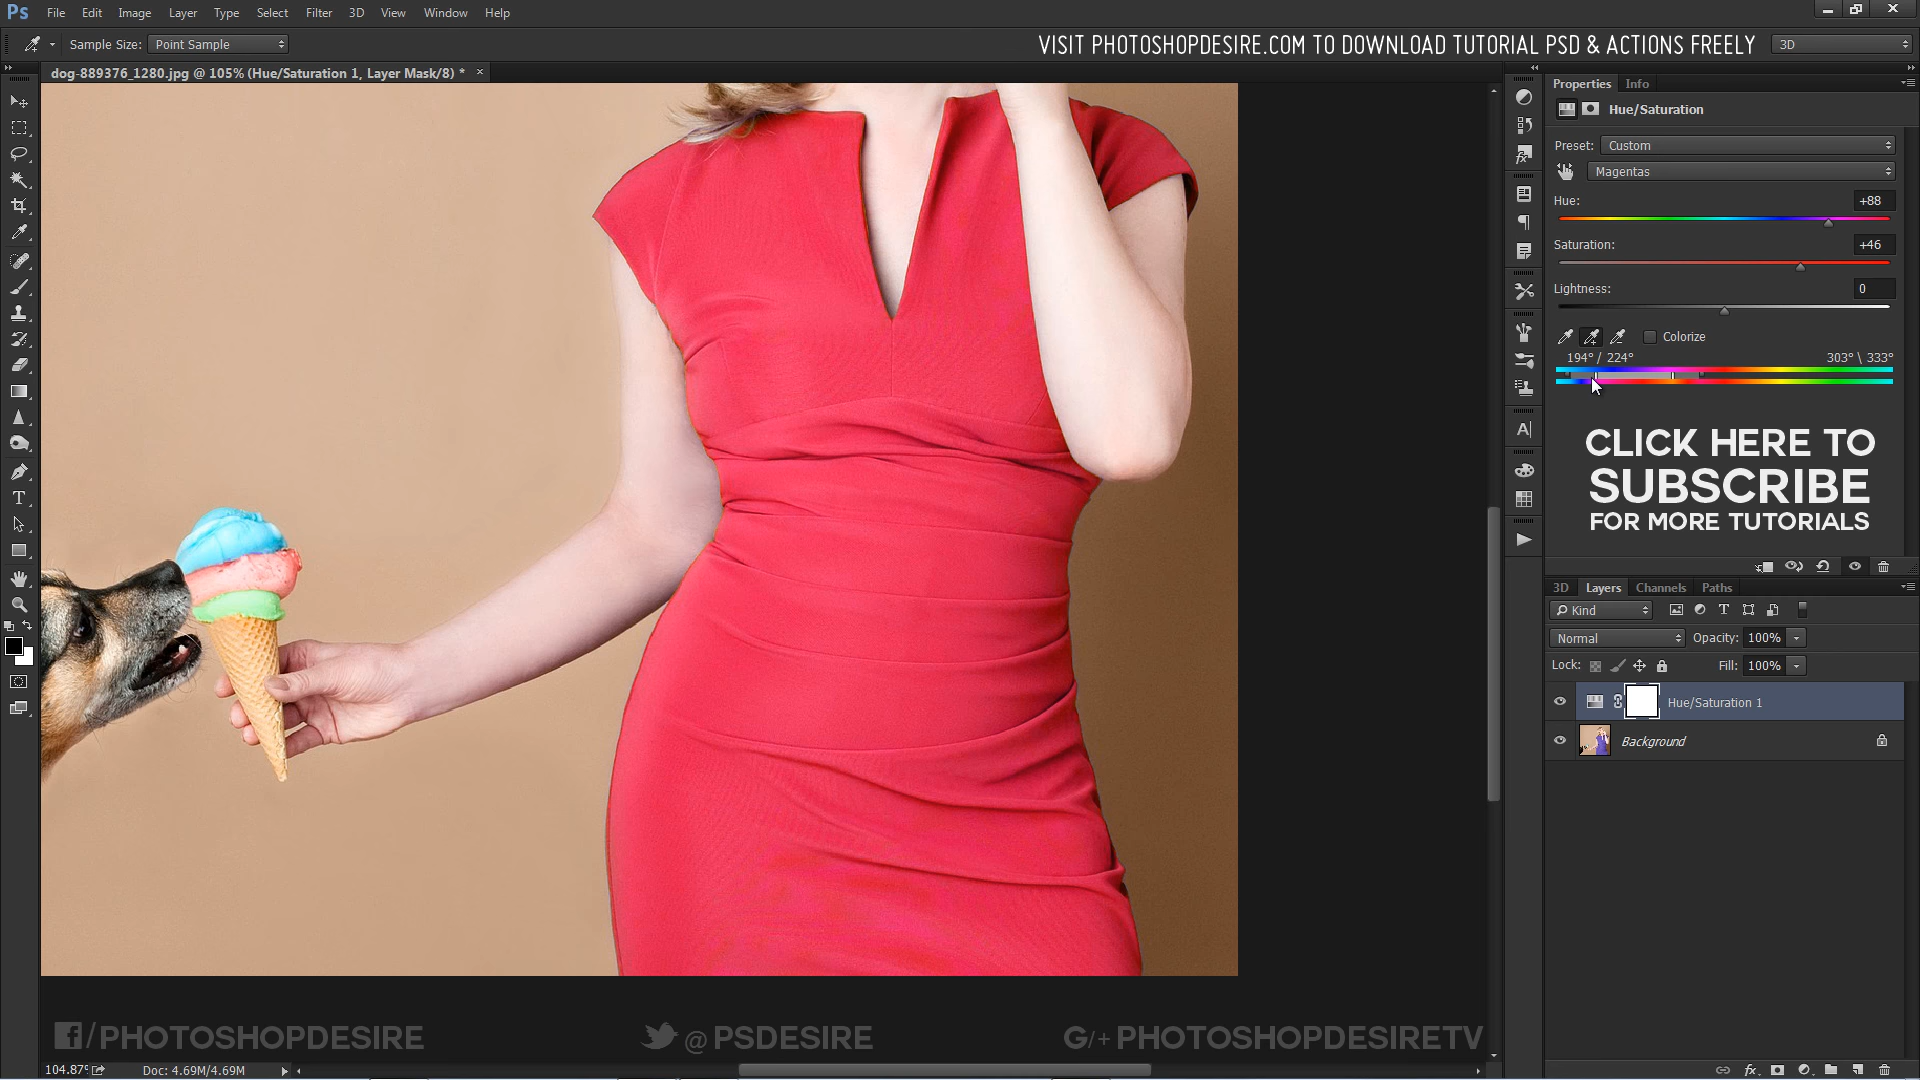 Ps File Edit Image Layer Type Select Filter 3D View Window Help
Sample Size: Point Sample
VISIT PHOTOSHOPDESIRE.COM TO DOWNLOAD TUTORIAL PSD & ACTIONS FREELY
3D
dog-889376_1280.jpg @ 105% (Hue/Saturation 1, Layer Mask/8) *
Properties Info
Hue/Saturation
Preset: Custom
Magentas
Hue: +88
Saturation: +46
Lightness: 0
Colorize
194° / 224° 303° \ 333°
CLICK HERE TO
SUBSCRIBE
FOR MORE TUTORIALS
3D Layers Channels Paths
Kind
Normal Opacity: 100%
Lock: Fill: 100%
Hue/Saturation 1
Background
f/PHOTOSHOPDESIRE
@PSDESIRE
G/+PHOTOSHOPDESIRETV
104.87% Doc: 4.69M/4.69M